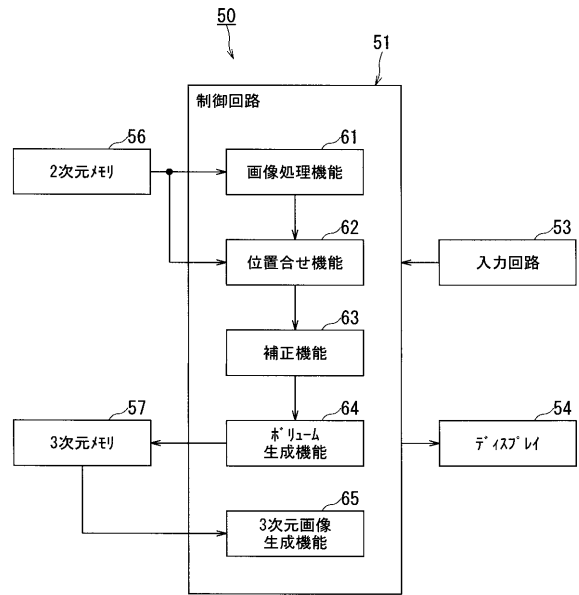 50
51
制御回路
56
2次元ﾒﾓﾘ
61
画像処理機能
62
位置合せ機能
53
入力回路
63
補正機能
57
3次元ﾒﾓﾘ
64
ﾎﾞﾘｭｰﾑ
生成機能
54
ﾃﾞｨｽﾌﾟﾚｲ
65
3次元画像
生成機能